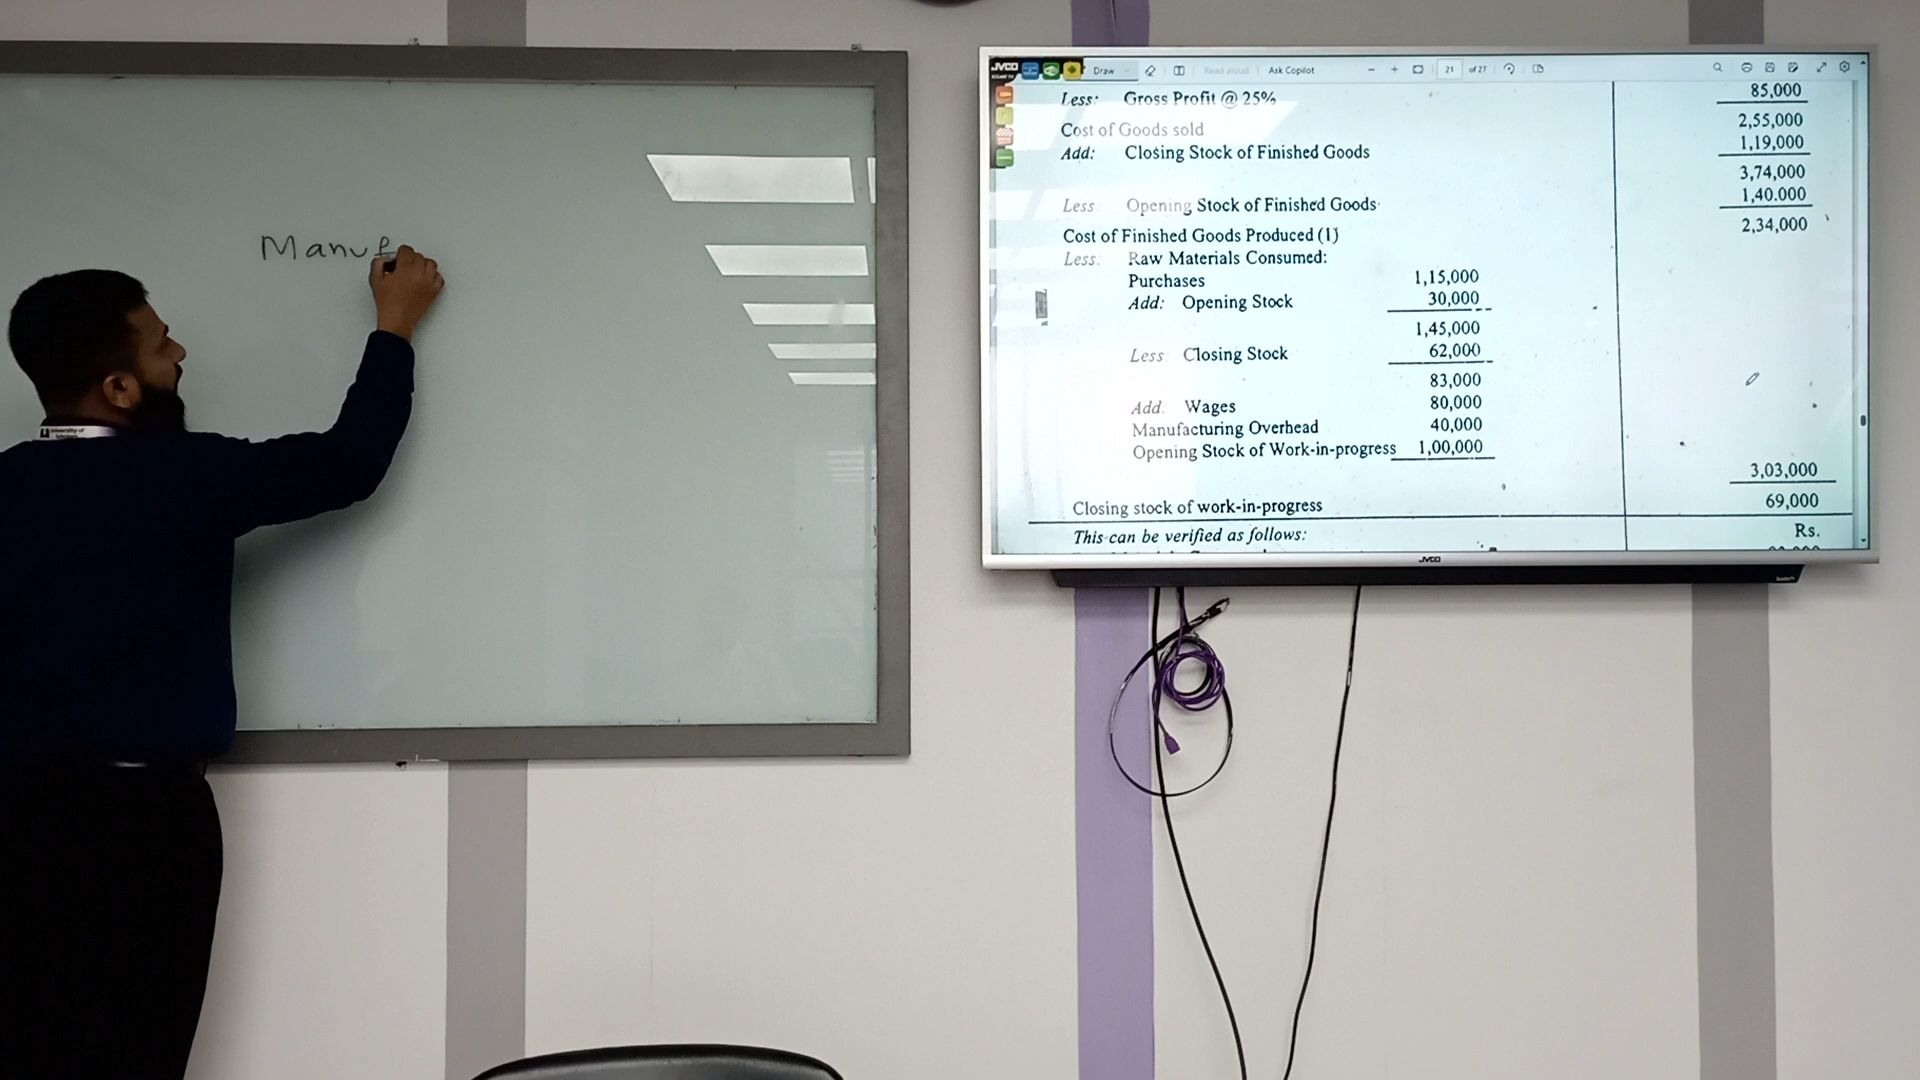 Manuf
University of
JVCO
Draw
Read aloud
Ask Copilot
21
of 27
Less: Gross Profit @ 25% 85,000
Cost of Goods sold 2,55,000
Add: Closing Stock of Finished Goods 1,19,000
3,74,000
Less: Opening Stock of Finished Goods 1,40.000
Cost of Finished Goods Produced (1) 2,34,000
Less: Raw Materials Consumed:
Purchases 1,15,000
Add: Opening Stock 30,000
1,45,000
Less Closing Stock 62,000
83,000
Add. Wages 80,000
Manufacturing Overhead 40,000
Opening Stock of Work-in-progress 1,00,000
3,03,000
Closing stock of work-in-progress 69,000
This can be verified as follows: Rs.
JVCO